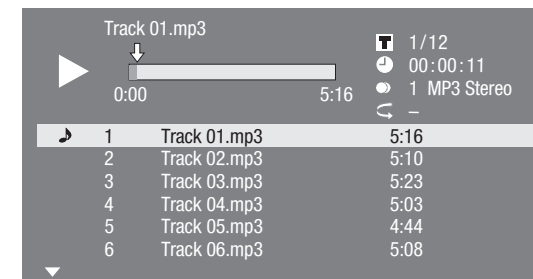 Track 01.mp3
T 1/12
00:00:11
0:00 5:16
1 MP3 Stereo
–
1 Track 01.mp3 5:16
2 Track 02.mp3 5:10
3 Track 03.mp3 5:23
4 Track 04.mp3 5:03
5 Track 05.mp3 4:44
6 Track 06.mp3 5:08